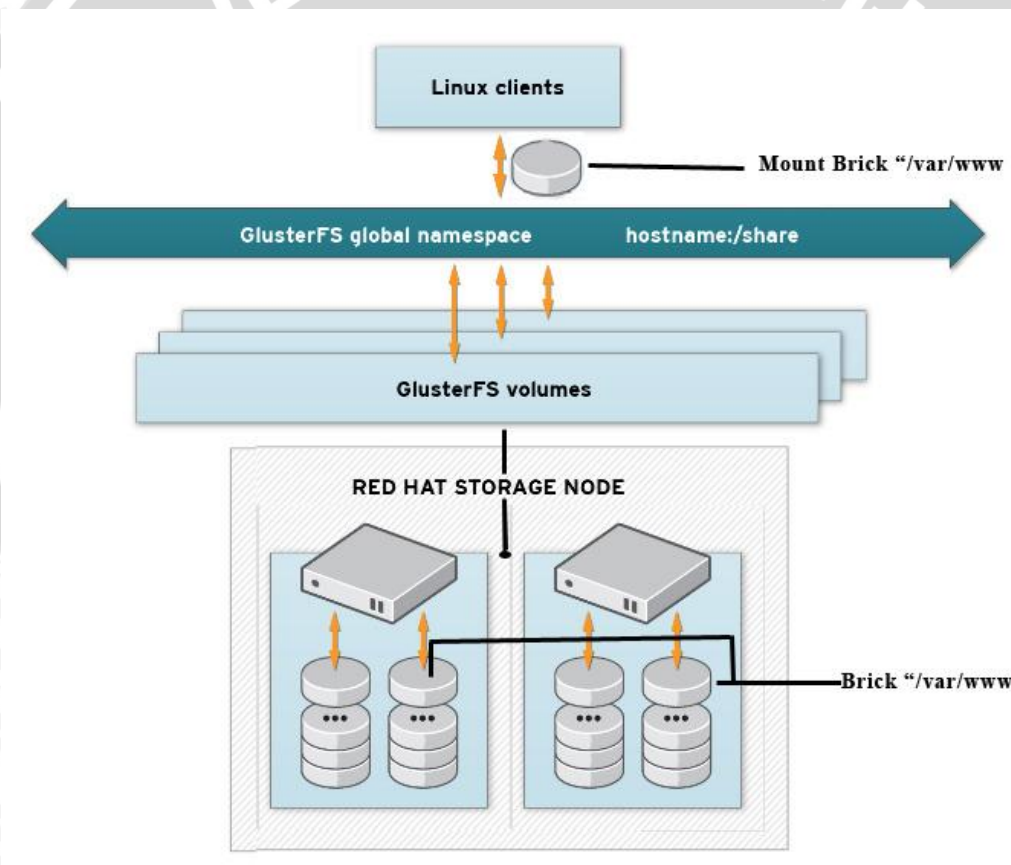 Linux clients
Mount Brick “/var/www
GlusterFS global namespace hostname:/share
GlusterFS volumes
RED HAT STORAGE NODE
Brick “/var/www